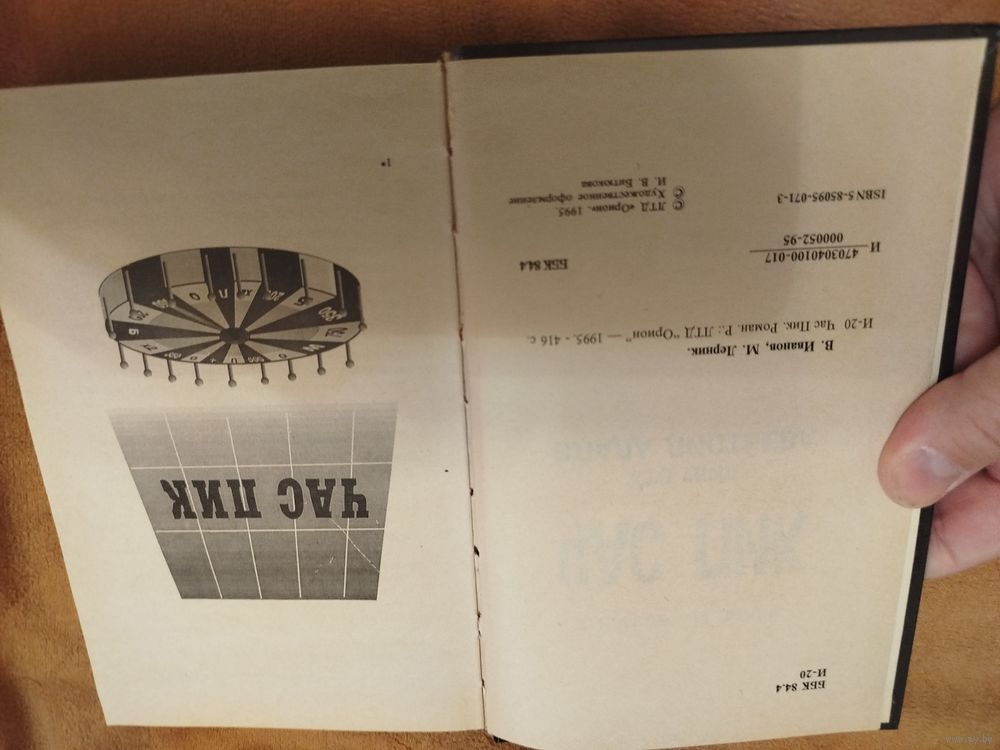 ББК 84.4
И-20
В. Иванов, М. Лерник.
И-20 Час Пик. Роман. Р.: ЛТД "Орион" — 1995. - 416 с.
И 4703040100-017
000052-95
ББК 84.4
ISBN 5-85095-071-3
© ЛТД «Орион». 1995.
© Художественное оформление
И. В. Битюкова
ЧАС ПИК
1*